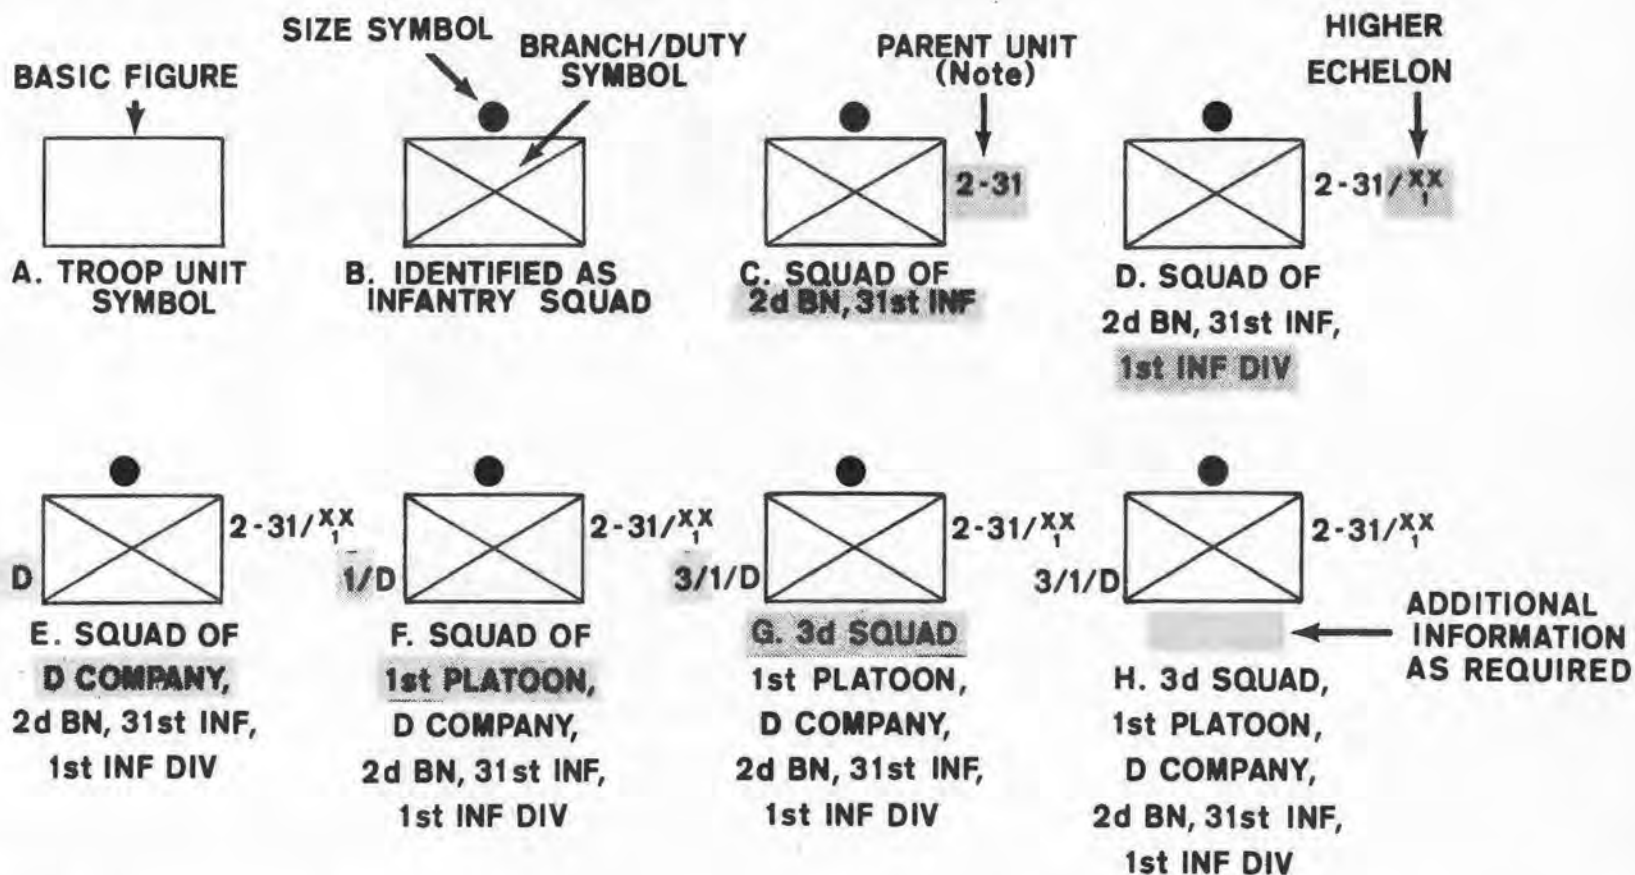 SIZE SYMBOL
BRANCH/DUTY
SYMBOL
PARENT UNIT
(Note)
HIGHER
ECHELON
BASIC FIGURE
A. TROOP UNIT
SYMBOL
B. IDENTIFIED AS
INFANTRY SQUAD
2-31
C. SQUAD OF
2d BN, 31st INF
2-31/XX
1
D. SQUAD OF
2d BN, 31st INF,
1st INF DIV
2-31/XX
1
D
E. SQUAD OF
D COMPANY,
2d BN, 31st INF,
1st INF DIV
2-31/XX
1
1/D
F. SQUAD OF
1st PLATOON,
D COMPANY,
2d BN, 31st INF,
1st INF DIV
2-31/XX
1
3/1/D
G. 3d SQUAD
1st PLATOON,
D COMPANY,
2d BN, 31st INF,
1st INF DIV
2-31/XX
1
3/1/D
ADDITIONAL
INFORMATION
AS REQUIRED
H. 3d SQUAD,
1st PLATOON,
D COMPANY,
2d BN, 31st INF,
1st INF DIV